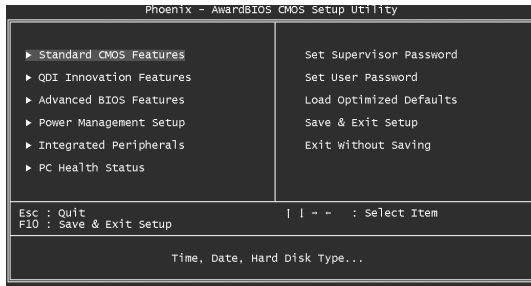 Phoenix - AwardBIOS CMOS Setup Utility
▶ Standard CMOS Features
▶ QDI Innovation Features
▶ Advanced BIOS Features
▶ Power Management Setup
▶ Integrated Peripherals
▶ PC Health Status
Set Supervisor Password
Set User Password
Load Optimized Defaults
Save & Exit Setup
Exit Without Saving
Esc : Quit
F10 : Save & Exit Setup
↑ ↓ → ← : Select Item
Time, Date, Hard Disk Type...